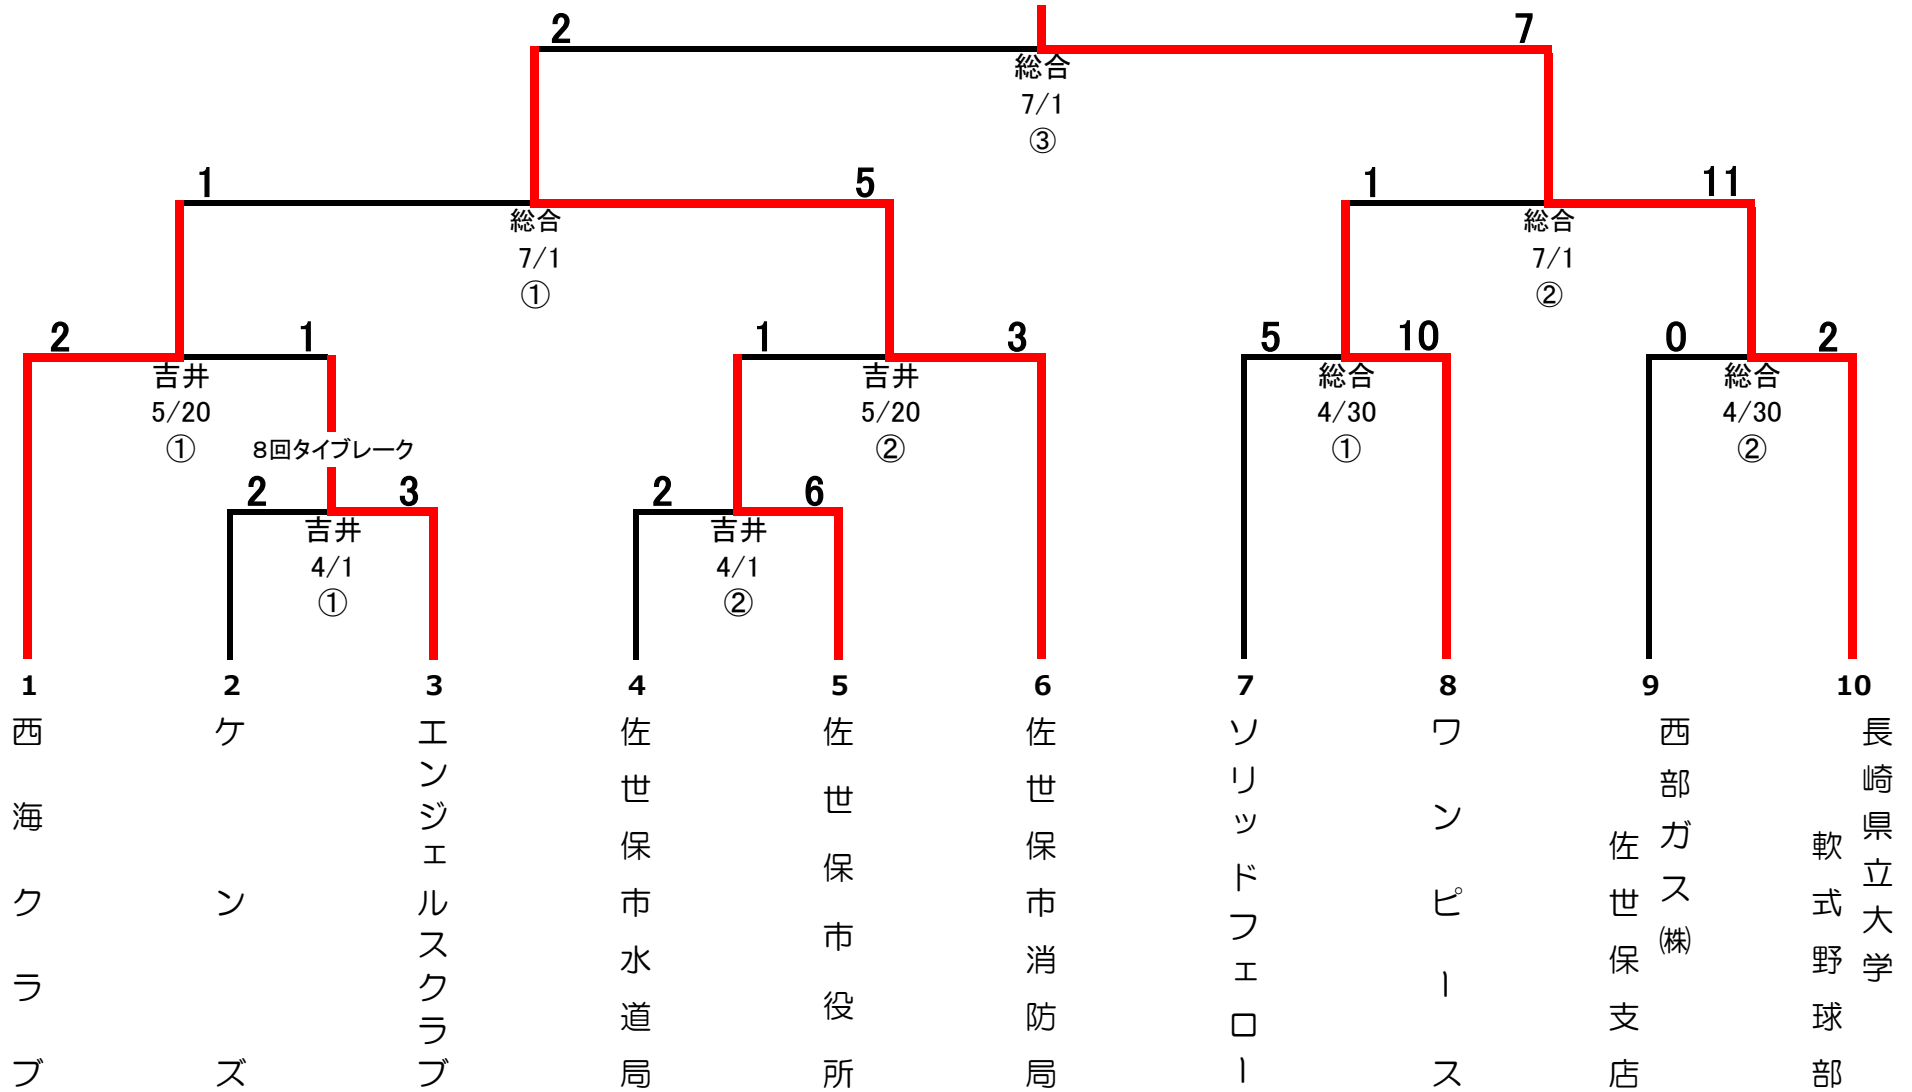 2
7
総合
7/1
③
1
5
1
11
総合
7/1
①
総合
7/1
②
2
1
1
3
5
10
0
2
吉井
5/20
①
吉井
5/20
②
総合
4/30
①
総合
4/30
②
8回タイブレーク
2
3
2
6
吉井
4/1
①
吉井
4/1
②
1
2
3
4
5
6
7
8
9
10
西海クラブ
ケンズ
エンジェルスクラブ
佐世保市水道局
佐世保市役所
佐世保市消防局
ソリッドフェロー
ワンピース
西部ガス㈱
佐世保支店
長崎県立大学
軟式野球部